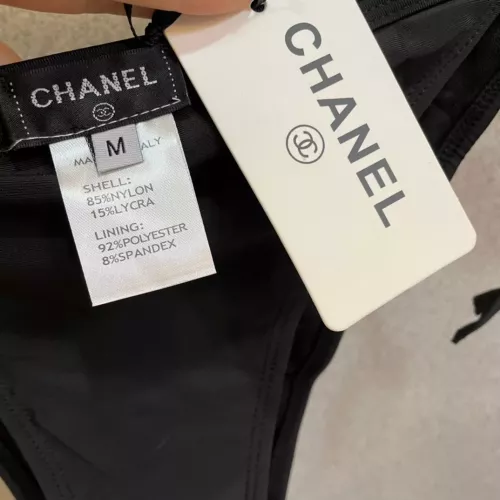 CHANEL
M
SHELL:
85%NYLON
15%LYCRA
LINING:
92%POLYESTER
8%SPANDEX
CHANEL